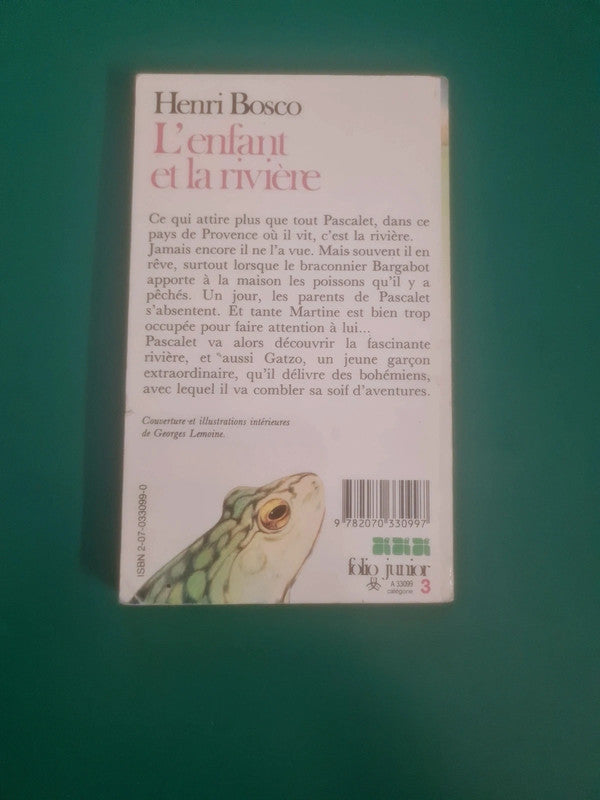 Henri Bosco
L'enfant
et la rivière
Ce qui attire plus que tout Pascalet, dans ce
pays de Provence où il vit, c'est la rivière.
Jamais encore il ne l'a vue. Mais souvent il en
rêve, surtout lorsque le braconnier Bargabot
apporte à la maison les poissons qu'il y a
pêchés. Un jour, les parents de Pascalet
s'absentent. Et tante Martine est bien trop
occupée pour faire attention à lui...
Pascalet va alors découvrir la fascinante
rivière, et aussi Gatzo, un jeune garçon
extraordinaire, qu'il délivre des bohémiens,
avec lequel il va combler sa soif d'aventures.
Couverture et illustrations intérieures
de Georges Lemoine.
ISBN 2-07-033099-0
9 782070 330997
folio junior
A 33099
catégorie 3